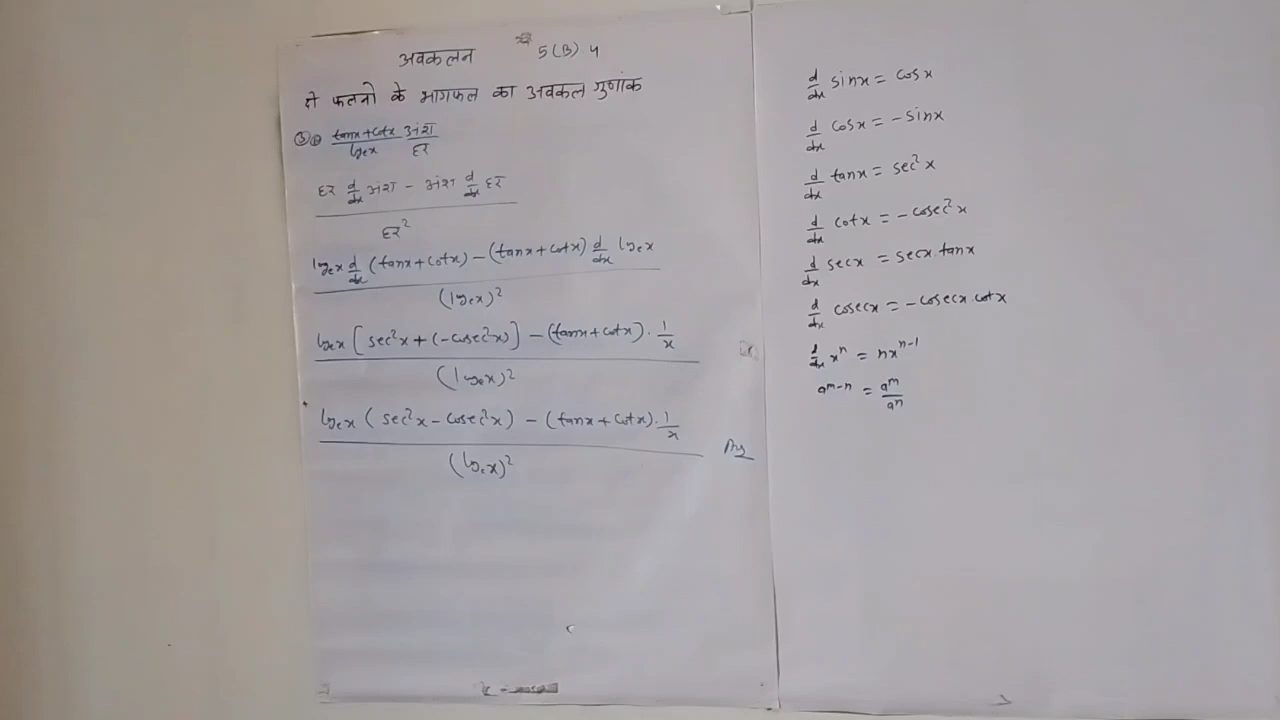 अवकलन 5(B).4
दो फलनो के भागफल का अवकल गुणांक
③ tanx+cotx / logₑx अंश / हर
हर d/dx अंश - अंश d/dx हर / हर²
logₑx d/dx (tanx+cotx) - (tanx+cotx) d/dx logₑx / (logₑx)²
logₑx [sec²x + (-cosec²x)] - (tanx+cotx) . 1/x / (logₑx)²
logₑx (sec²x - cosec²x) - (tanx+cotx) . 1/x / (logₑx)² Ans
d/dx sinx = cosx
d/dx cosx = -sinx
d/dx tanx = sec²x
d/dx cotx = -cosec²x
d/dx secx = secx.tanx
d/dx cosecx = -cosecx.cotx
d/dx xⁿ = nxⁿ⁻¹
aᵐ⁻ⁿ = aᵐ/aⁿ